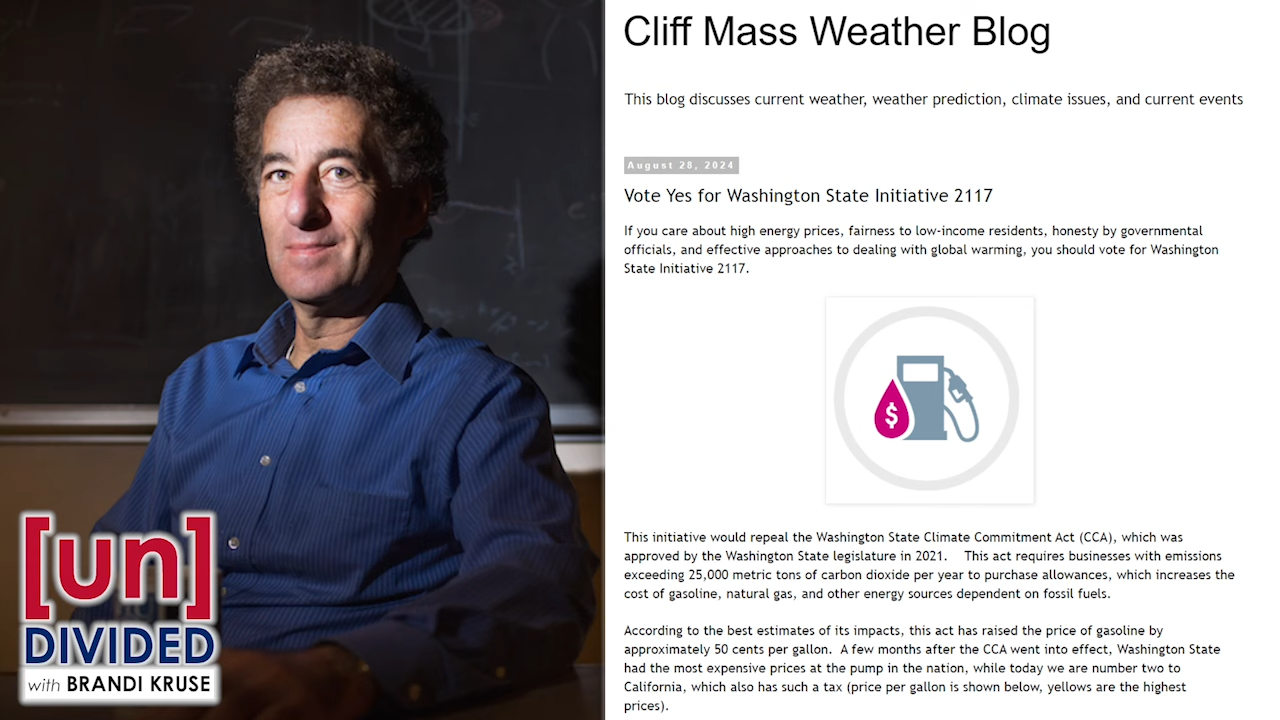 [un]
DIVIDED
with BRANDI KRUSE
Cliff Mass Weather Blog
This blog discusses current weather, weather prediction, climate issues, and current events
August 28, 2024
Vote Yes for Washington State Initiative 2117
If you care about high energy prices, fairness to low-income residents, honesty by governmental
officials, and effective approaches to dealing with global warming, you should vote for Washington
State Initiative 2117.
$
This initiative would repeal the Washington State Climate Commitment Act (CCA), which was
approved by the Washington State legislature in 2021. This act requires businesses with emissions
exceeding 25,000 metric tons of carbon dioxide per year to purchase allowances, which increases the
cost of gasoline, natural gas, and other energy sources dependent on fossil fuels.
According to the best estimates of its impacts, this act has raised the price of gasoline by
approximately 50 cents per gallon. A few months after the CCA went into effect, Washington State
had the most expensive prices at the pump in the nation, while today we are number two to
California, which also has such a tax (price per gallon is shown below, yellows are the highest
prices).